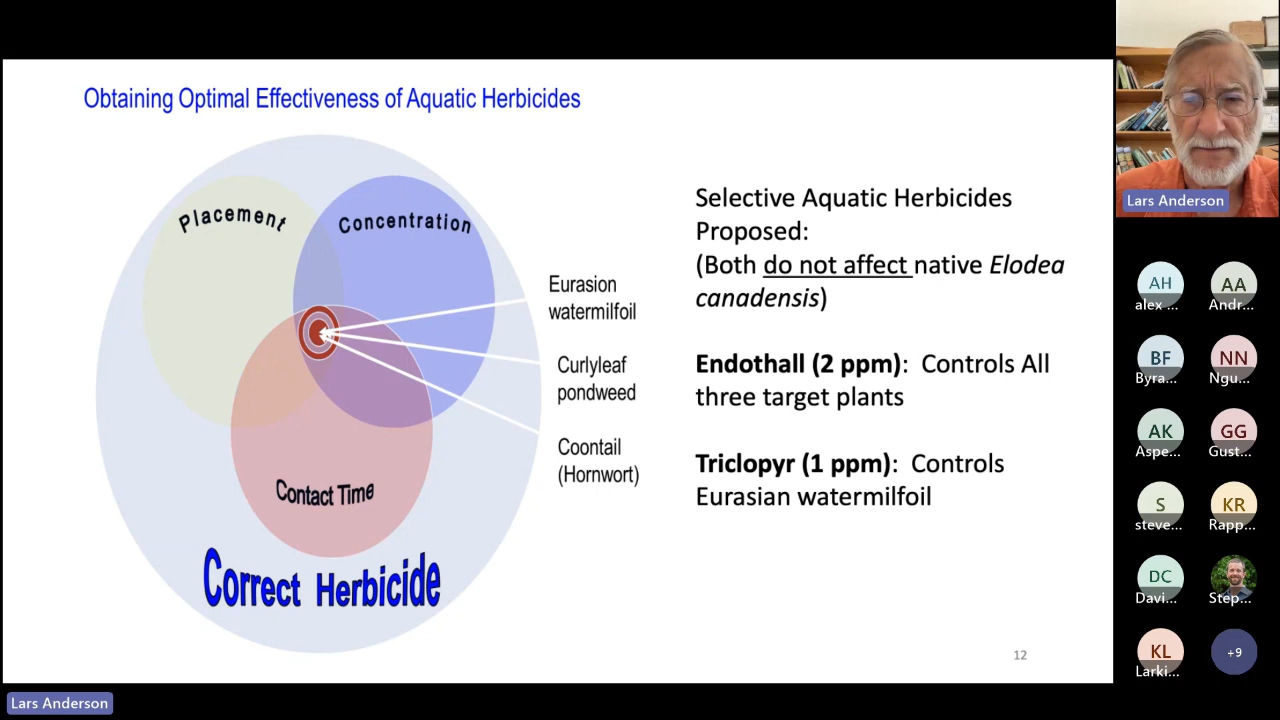 Obtaining Optimal Effectiveness of Aquatic Herbicides
Placement
Concentration
Contact Time
Correct Herbicide
Eurasion
watermilfoil
Curlyleaf
pondweed
Coontail
(Hornwort)
Selective Aquatic Herbicides
Proposed:
(Both do not affect native Elodea
canadensis)
Endothall (2 ppm): Controls All
three target plants
Triclopyr (1 ppm): Controls
Eurasian watermilfoil
12
Lars Anderson
AH
alex ...
AA
Andr...
BF
Byra...
NN
Ngu...
AK
Aspe...
GG
Gust...
S
steve...
KR
Rapp...
DC
Davi...
Step...
KL
Larki...
+9
Lars Anderson